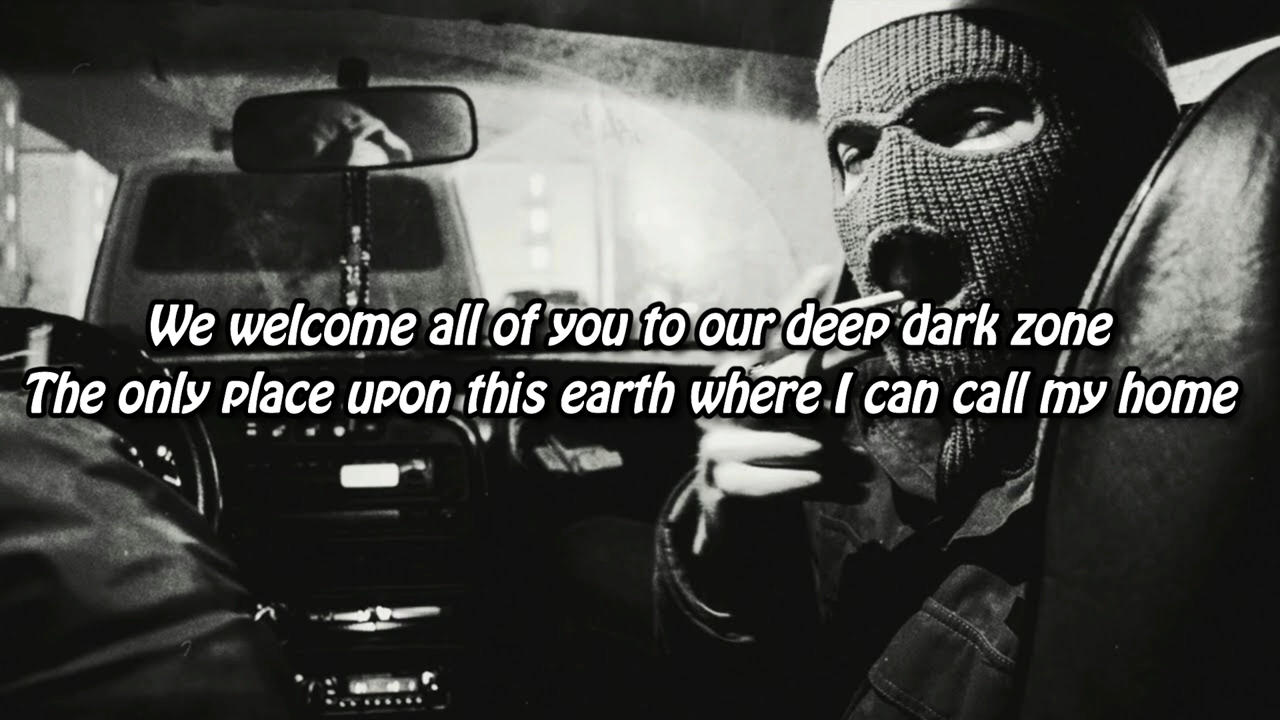 We welcome all of you to our deep dark zone
The only place upon this earth where I can call my home